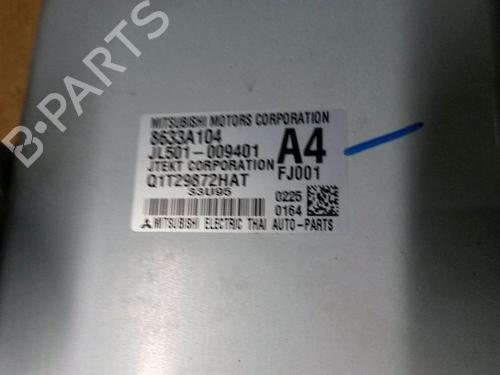 B-PARTS
MITSUBISHI MOTORS CORPORATION
8633A104
JL501-009401
A4
JTEKT CORPORATION
FJ001
Q1T29872HAT
33U95
0225
0164
MITSUBISHI ELECTRIC THAI AUTO-PARTS